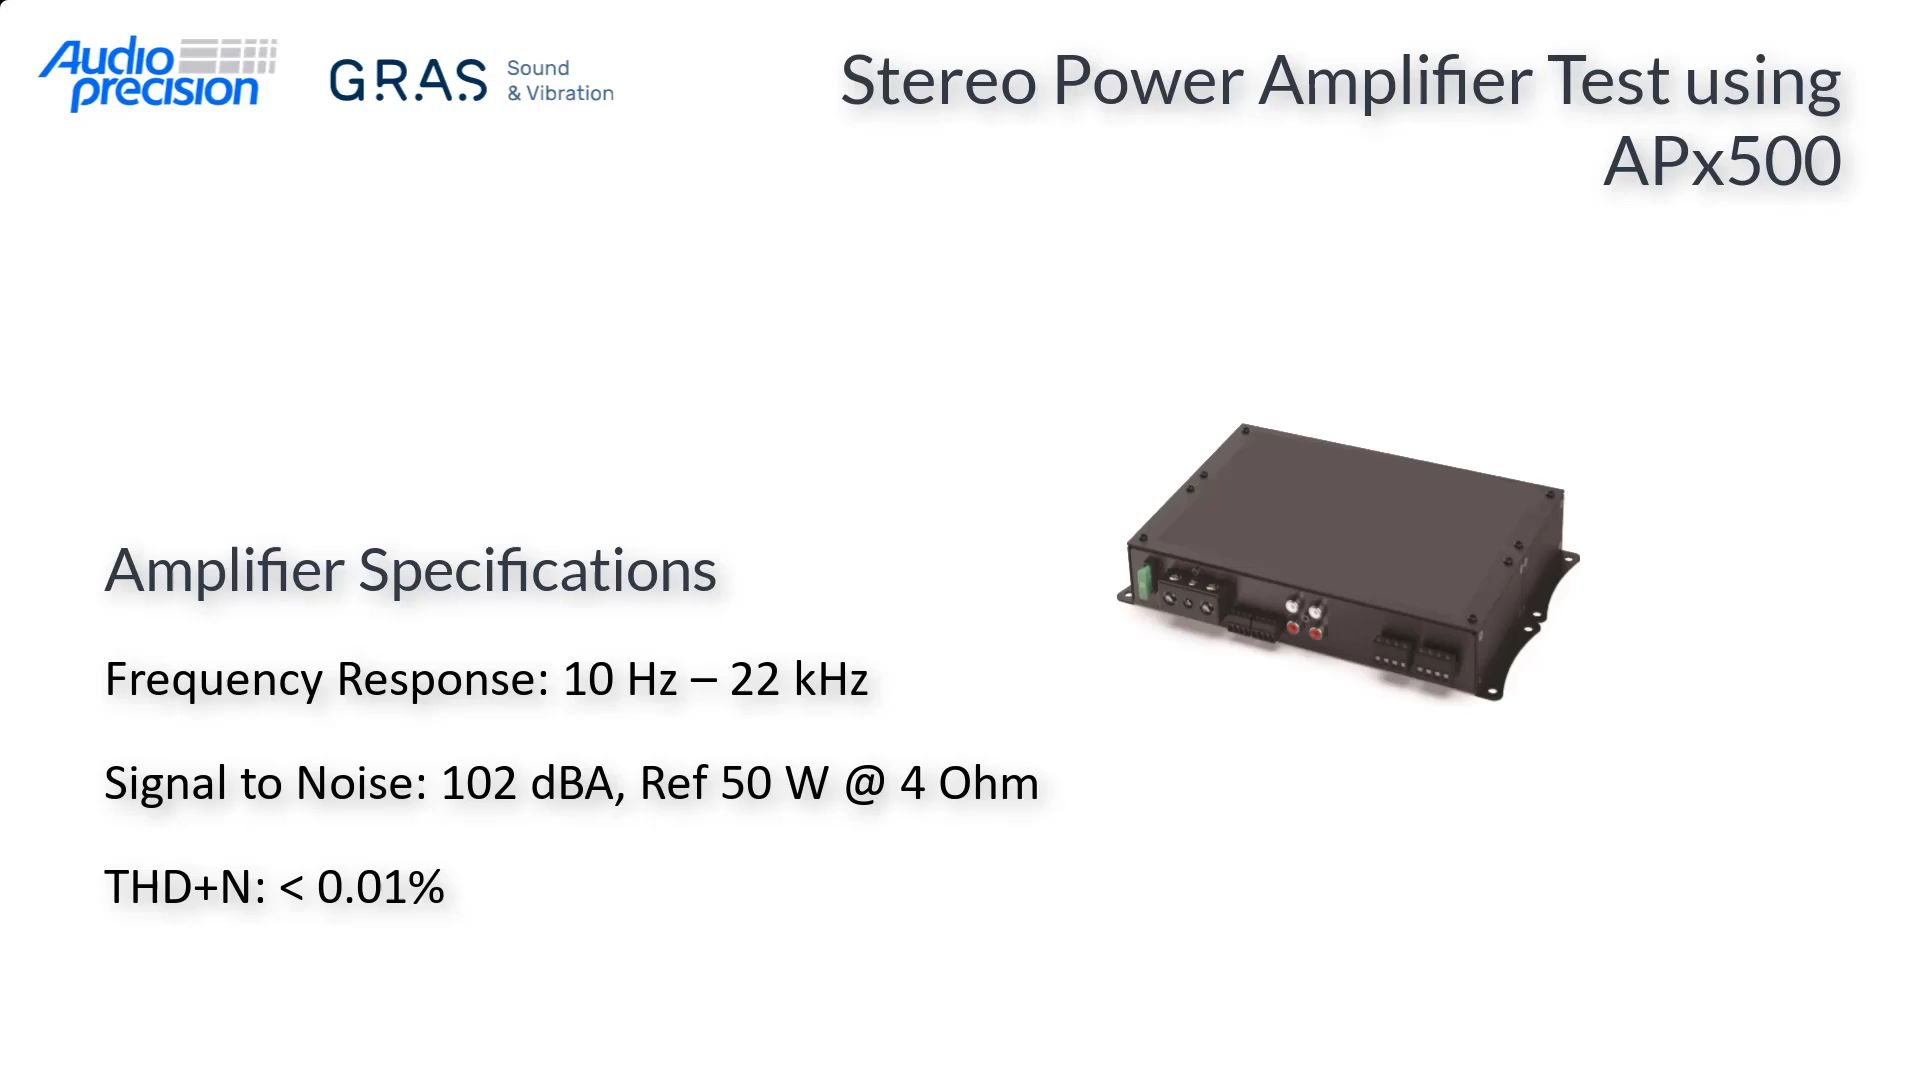 Audio
precision
GRAS
Sound
& Vibration
Stereo Power Amplifier Test using
APx500
Amplifier Specifications
Frequency Response: 10 Hz – 22 kHz
Signal to Noise: 102 dBA, Ref 50 W @ 4 Ohm
THD+N: < 0.01%